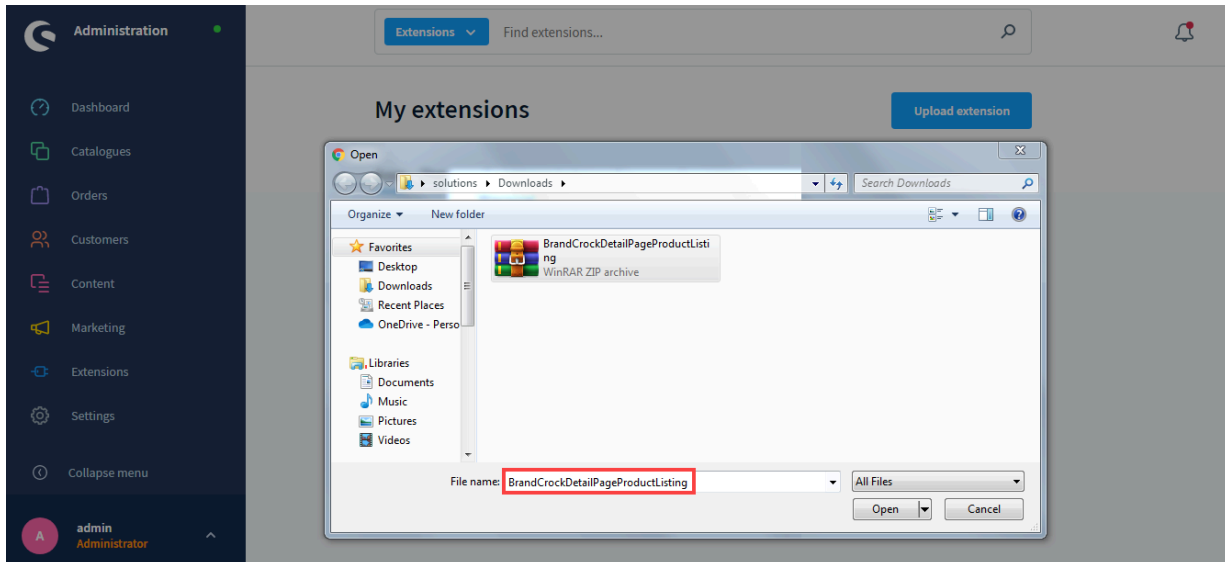 Administration
Extensions
Find extensions...
Dashboard
Catalogues
Orders
Customers
Content
Marketing
Extensions
Settings
Collapse menu
A
admin
Administrator
My extensions
Upload extension
Open
solutions
Downloads
Search Downloads
Organize
New folder
Favorites
Desktop
Downloads
Recent Places
OneDrive - Perso
Libraries
Documents
Music
Pictures
Videos
BrandCrockDetailPageProductListi
ng
WinRAR ZIP archive
File name: BrandCrockDetailPageProductListing
All Files
Open
Cancel